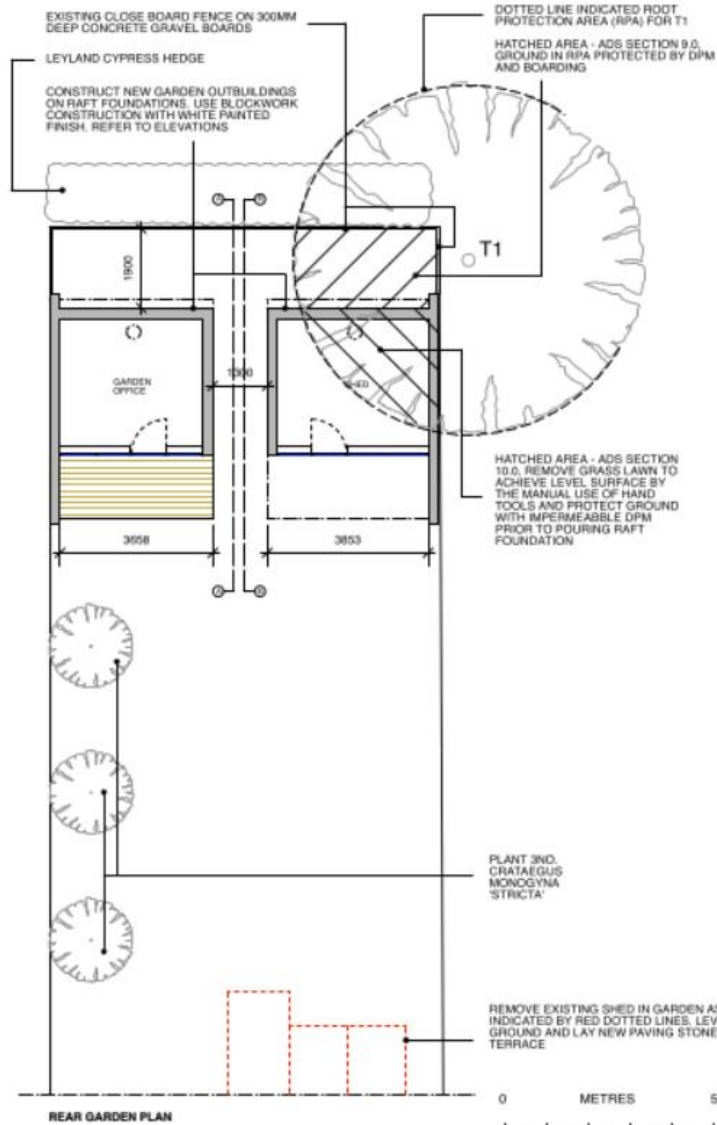 EXISTING CLOSE BOARD FENCE ON 300MM
DEEP CONCRETE GRAVEL BOARDS
LEYLAND CYPRESS HEDGE
CONSTRUCT NEW GARDEN OUTBUILDINGS
ON RAFT FOUNDATIONS. USE BLOCKWORK
CONSTRUCTION WITH WHITE PAINTED
FINISH. REFER TO ELEVATIONS
DOTTED LINE INDICATED ROOT
PROTECTION AREA (RPA) FOR T1
HATCHED AREA - ADS SECTION 9.0,
GROUND IN RPA PROTECTED BY DPM
AND BOARDING
T1
1900
GARDEN
OFFICE
1300
SHED
HATCHED AREA - ADS SECTION
10.0, REMOVE GRASS LAWN TO
ACHIEVE LEVEL SURFACE BY
THE MANUAL USE OF HAND
TOOLS AND PROTECT GROUND
WITH IMPERMEABBLE DPM
PRIOR TO POURING RAFT
FOUNDATION
3658
3853
PLANT 3NO.
CRATAEGUS
MONOGYNA
'STRICTA'
REMOVE EXISTING SHED IN GARDEN AS
INDICATED BY RED DOTTED LINES. LEV
GROUND AND LAY NEW PAVING STONE
TERRACE
0 METRES 5
REAR GARDEN PLAN